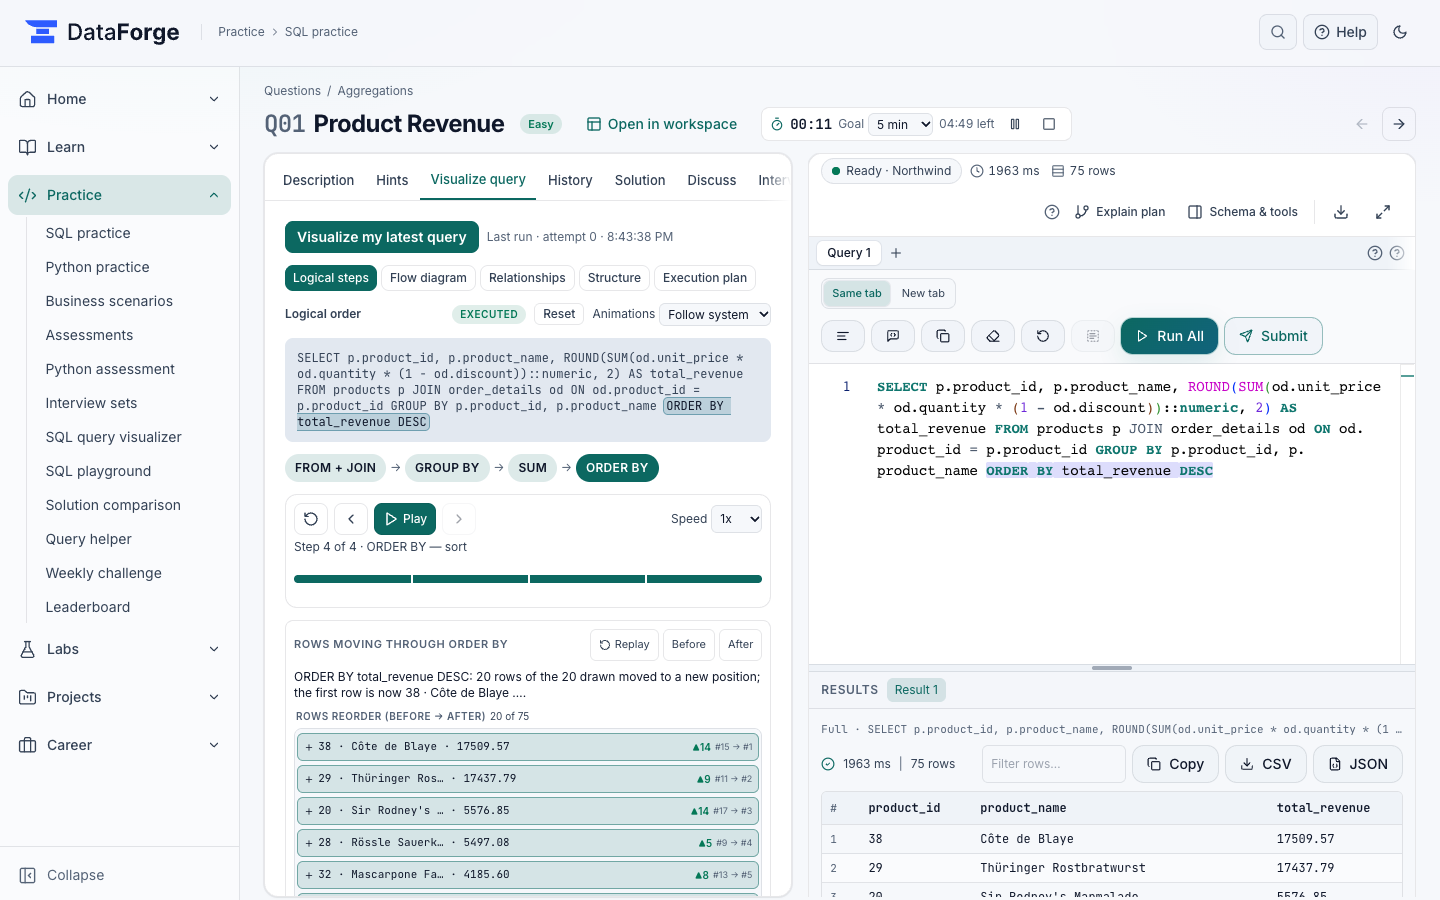 DataForge
Practice > SQL practice
Help
Home
Learn
Practice
SQL practice
Python practice
Business scenarios
Assessments
Python assessment
Interview sets
SQL query visualizer
SQL playground
Solution comparison
Query helper
Weekly challenge
Leaderboard
Labs
Projects
Career
Collapse
Questions / Aggregations
Q01 Product Revenue
Easy
Open in workspace
00:11 Goal 5 min 04:49 left
Description Hints Visualize query History Solution Discuss
Visualize my latest query
Last run · attempt 0 · 8:43:38 PM
Logical steps Flow diagram Relationships Structure Execution plan
Logical order EXECUTED Reset Animations Follow system
SELECT p.product_id, p.product_name, ROUND(SUM(od.unit_price *
od.quantity * (1 - od.discount))::numeric, 2) AS total_revenue
FROM products p JOIN order_details od ON od.product_id =
p.product_id GROUP BY p.product_id, p.product_name ORDER BY
total_revenue DESC
FROM + JOIN → GROUP BY → SUM → ORDER BY
Play
Speed 1x
Step 4 of 4 · ORDER BY — sort
ROWS MOVING THROUGH ORDER BY
Replay Before After
ORDER BY total_revenue DESC: 20 rows of the 20 drawn moved to a new position;
the first row is now 38 · Côte de Blaye ....
ROWS REORDER (BEFORE → AFTER) 20 of 75
+ 38 · Côte de Blaye · 17509.57 ▲14 #15 → #1
+ 29 · Thüringer Ros… · 17437.79 ▲9 #11 → #2
+ 20 · Sir Rodney's … · 5576.85 ▲14 #17 → #3
+ 28 · Rössle Sauerk… · 5497.08 ▲5 #9 → #4
+ 32 · Mascarpone Fa… · 4185.60 ▲8 #13 → #5
Ready · Northwind 1963 ms 75 rows
Explain plan Schema & tools
Query 1 +
Same tab New tab
Run All Submit
1 SELECT p.product_id, p.product_name, ROUND(SUM(od.unit_price
* od.quantity * (1 - od.discount))::numeric, 2) AS
total_revenue FROM products p JOIN order_details od ON od.
product_id = p.product_id GROUP BY p.product_id, p.
product_name ORDER BY total_revenue DESC
RESULTS Result 1
Full · SELECT p.product_id, p.product_name, ROUND(SUM(od.unit_price * od.quantity * (1 …
1963 ms | 75 rows
Filter rows...
Copy CSV JSON
# product_id product_name total_revenue
1 38 Côte de Blaye 17509.57
2 29 Thüringer Rostbratwurst 17437.79
3 20 Sir Rodney's Marmalade 5576.85